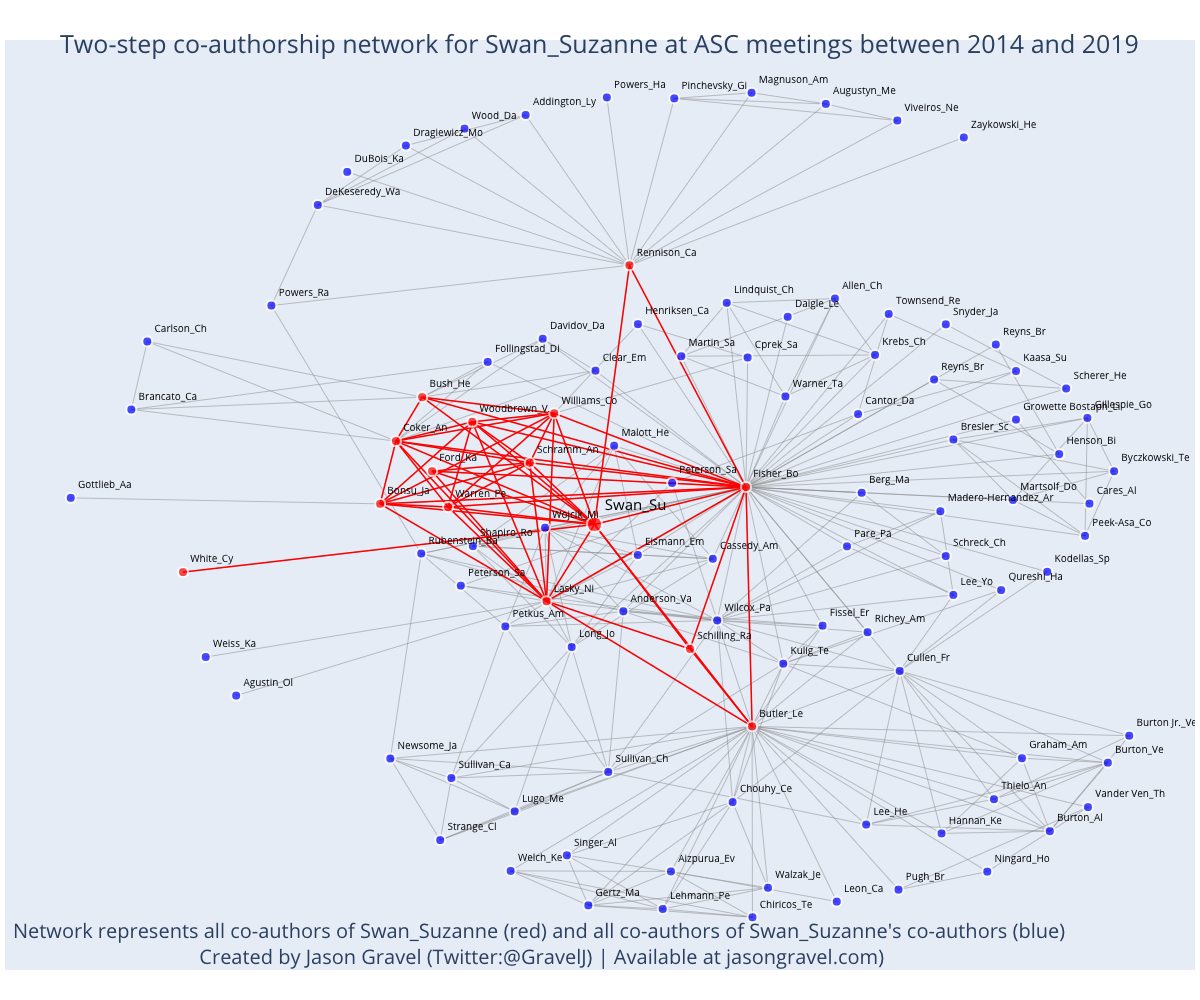 Two-step co-authorship network for Swan_Suzanne at ASC meetings between 2014 and 2019
Powers_Ha
Pinchevsky_Gi
Magnuson_Am
Augustyn_Me
Addington_Ly
Viveiros_Ne
Wood_Da
Zaykowski_He
Dragiewicz_Mo
DuBois_Ka
DeKeseredy_Wa
Rennison_Ca
Powers_Ra
Lindquist_Ch
Allen_Ch
Daigle_Le
Townsend_Re
Henriksen_Ca
Snyder_Ja
Carlson_Ch
Davidov_Da
Reyns_Br
Martin_Sa
Cprek_Sa
Krebs_Ch
Follingstad_Di
Clear_Em
Kaasa_Su
Reyns_Br
Bush_He
Warner_Ta
Scherer_He
Brancato_Ca
Woodbrown_V
Williams_Co
Cantor_Da
Growette Bostaph_Li
Gillespie_Go
Coker_An
Malott_He
Bresler_Sc
Henson_Bi
Ford_Ka
Schramm_An
Peterson_Sa
Fisher_Bo
Byczkowski_Te
Gottlieb_Aa
Bonsu_Ja
Warren_Pe
Berg_Ma
Martsolf_Do
Cares_Al
Swan_Su
Madero-Hernandez_Ar
Wojcik_Mi
Peek-Asa_Co
Shapiro_Ro
Rubenstein_Ba
Eismann_Em
Cassedy_Am
Pare_Pa
Schreck_Ch
White_Cy
Kodellas_Sp
Peterson_Sa
Lasky_Ni
Lee_Yo
Qureshi_Ha
Anderson_Va
Wilcox_Pa
Petkus_Am
Fissel_Er
Richey_Am
Weiss_Ka
Long_Jo
Schilling_Ra
Kulig_Te
Cullen_Fr
Agustin_Ol
Butler_Le
Burton Jr._Ve
Newsome_Ja
Graham_Am
Burton_Ve
Sullivan_Ca
Sullivan_Ch
Chouhy_Ce
Thielo_An
Vander Ven_Th
Lugo_Me
Lee_He
Hannan_Ke
Burton_Al
Strange_Cl
Singer_Al
Welch_Ke
Aizpurua_Ev
Ningard_Ho
Walzak_Je
Pugh_Br
Gertz_Ma
Lehmann_Pe
Leon_Ca
Chiricos_Te
Network represents all co-authors of Swan_Suzanne (red) and all co-authors of Swan_Suzanne's co-authors (blue)
Created by Jason Gravel (Twitter:@GravelJ) | Available at jasongravel.com)